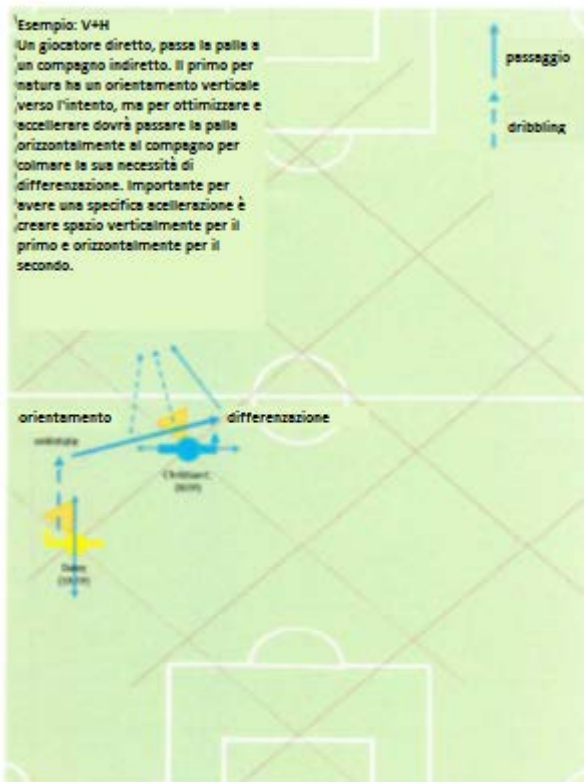 Esempio: V+H
Un giocatore diretto, passa la palla a
un compagno indiretto. Il primo per
natura ha un orientamento verticale
verso l'intento, ma per ottimizzare e
accellerare dovrà passare la palla
orizzontalmente al compagno per
colmare la sua necessità di
differenzazione. Importante per
avere una specifica acellerazione è
creare spazio verticalmente per il
primo e orizzontalmente per il
secondo.
passaggio
dribbling
orientamento
differenzazione